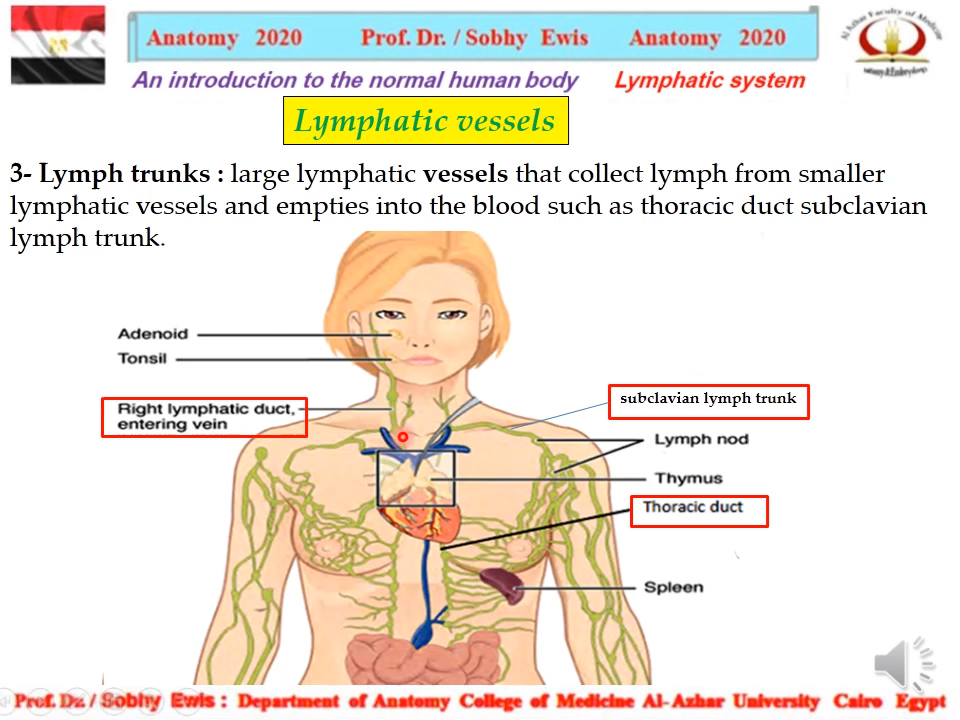 Anatomy 2020 Prof. Dr. / Sobhy Ewis Anatomy 2020
An introduction to the normal human body Lymphatic system
Lymphatic vessels
3- Lymph trunks : large lymphatic vessels that collect lymph from smaller
lymphatic vessels and empties into the blood such as thoracic duct subclavian
lymph trunk.
Adenoid
Tonsil
Right lymphatic duct,
entering vein
subclavian lymph trunk
Lymph nod
Thymus
Thoracic duct
Spleen
Prof. Dr. / Sobhy Ewis : Department of Anatomy College of Medicine Al-Azhar University Cairo Egypt